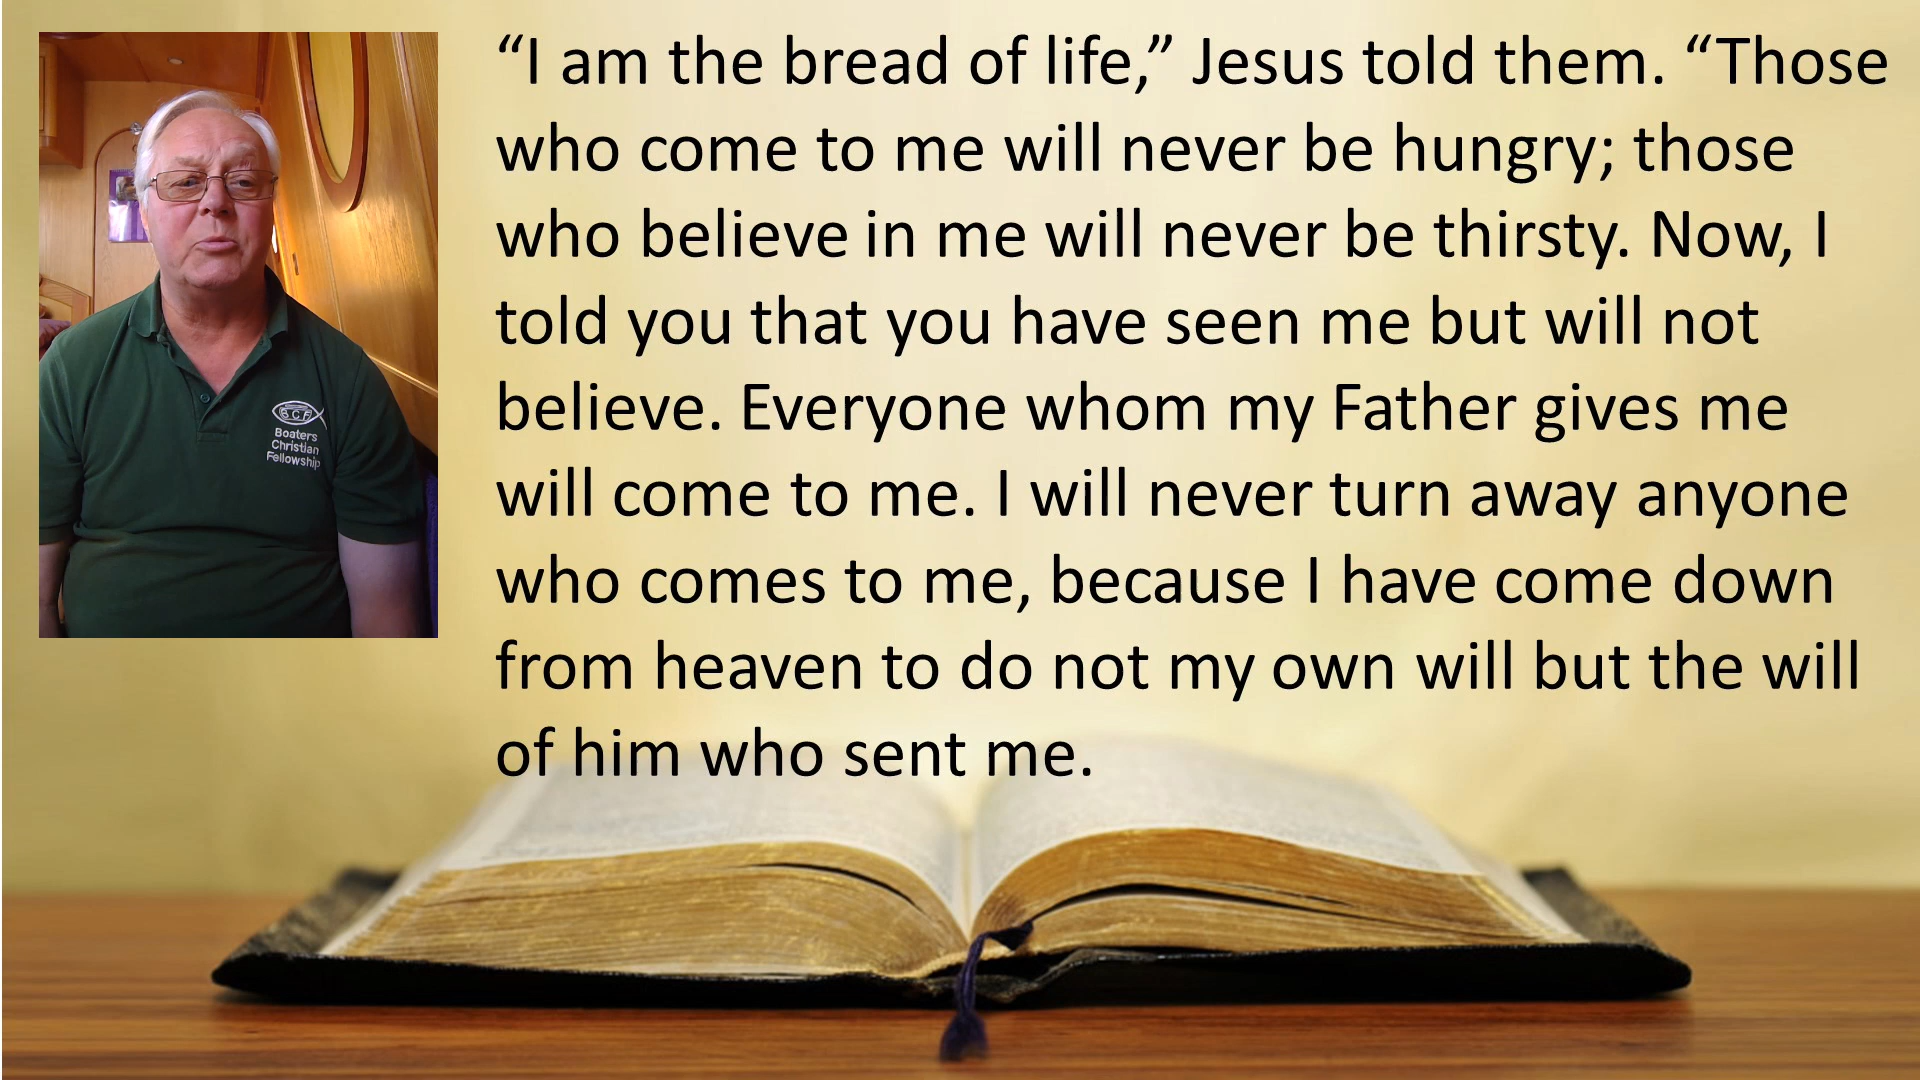 “I am the bread of life,” Jesus told them. “Those
who come to me will never be hungry; those
who believe in me will never be thirsty. Now, I
told you that you have seen me but will not
believe. Everyone whom my Father gives me
will come to me. I will never turn away anyone
who comes to me, because I have come down
from heaven to do not my own will but the will
of him who sent me.
BCF
Boaters
Christian
Fellowship